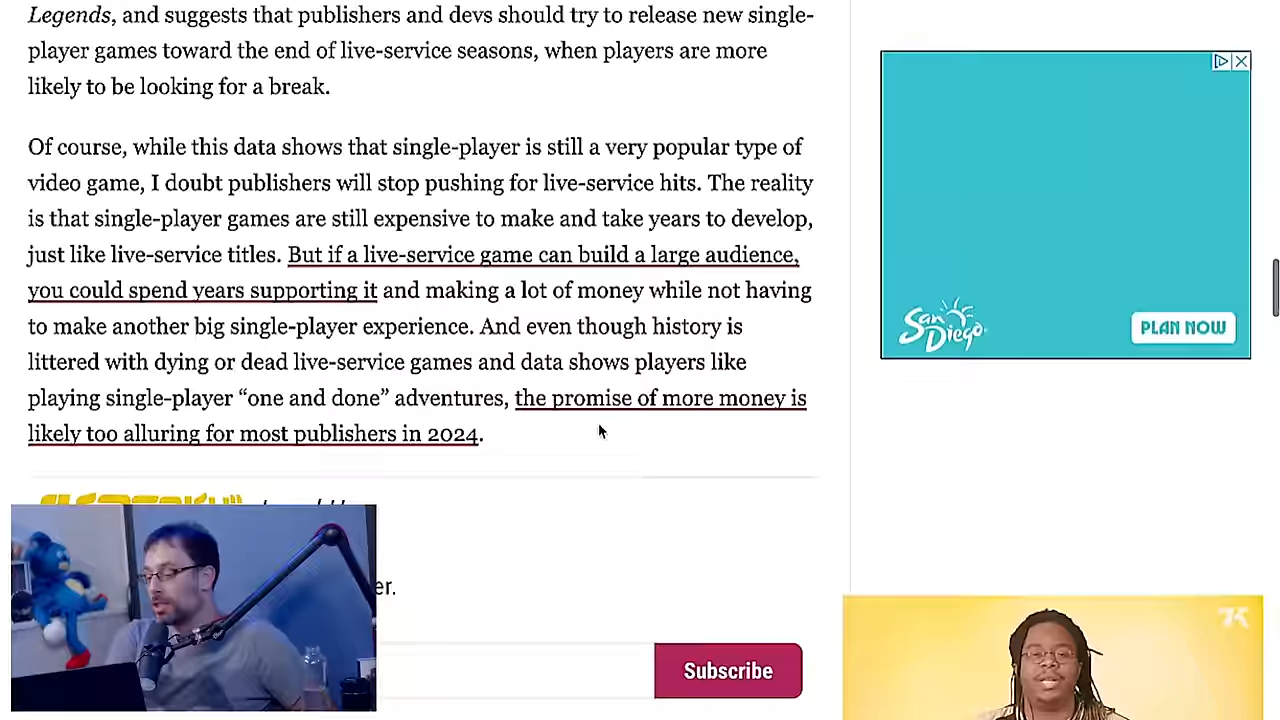 Legends, and suggests that publishers and devs should try to release new single-
player games toward the end of live-service seasons, when players are more
likely to be looking for a break.
Of course, while this data shows that single-player is still a very popular type of
video game, I doubt publishers will stop pushing for live-service hits. The reality
is that single-player games are still expensive to make and take years to develop,
just like live-service titles. But if a live-service game can build a large audience,
you could spend years supporting it and making a lot of money while not having
to make another big single-player experience. And even though history is
littered with dying or dead live-service games and data shows players like
playing single-player “one and done” adventures, the promise of more money is
likely too alluring for most publishers in 2024.
er.
Subscribe
San
Diego
PLAN NOW